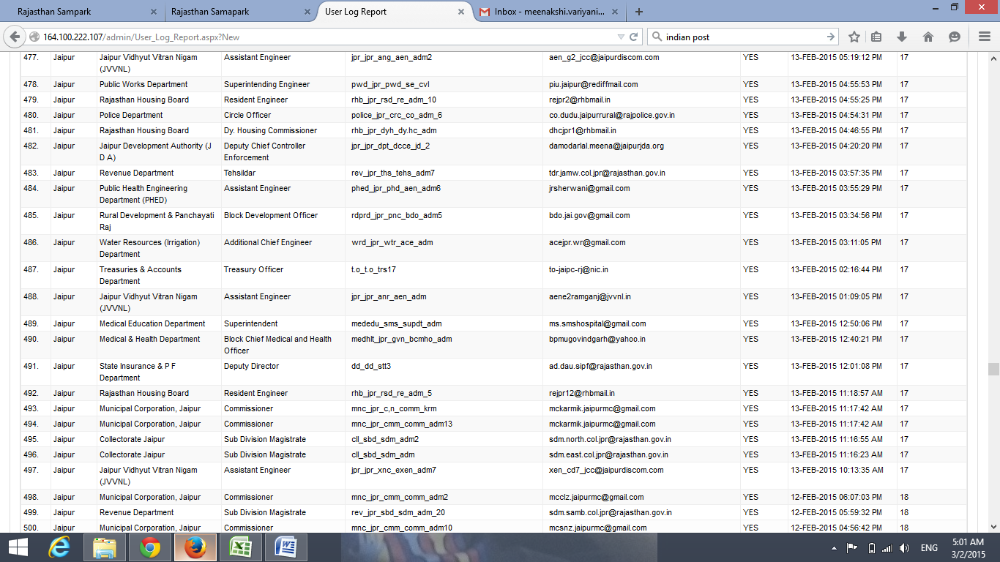 Rajasthan Sampark
Rajasthan Samapark
User Log Report
Inbox - meenakshi.variyani...
164.100.222.107/admin/User_Log_Report.aspx?New
indian post
477. Jaipur Jaipur Vidhyut Vitran Nigam (JVVNL) Assistant Engineer jpr_jpr_ang_aen_adm2 aen_g2_jcc@jaipurdiscom.com YES 13-FEB-2015 05:19:12 PM 17
478. Jaipur Public Works Department Superintending Engineer pwd_jpr_pwd_se_cvl piu.jaipur@rediffmail.com YES 13-FEB-2015 04:55:53 PM 17
479. Jaipur Rajasthan Housing Board Resident Engineer rhb_jpr_rsd_re_adm_10 rejpr2@rhbmail.in YES 13-FEB-2015 04:55:25 PM 17
480. Jaipur Police Department Circle Officer police_jpr_crc_co_adm_6 co.dudu.jaipurrural@rajpolice.gov.in YES 13-FEB-2015 04:54:31 PM 17
481. Jaipur Rajasthan Housing Board Dy. Housing Commissioner rhb_jpr_dyh_dy.hc_adm dhcjpr1@rhbmail.in YES 13-FEB-2015 04:46:55 PM 17
482. Jaipur Jaipur Development Authority (J D A) Deputy Chief Controller Enforcement jpr_jpr_dpt_dcce_jd_2 damodarlal.meena@jaipurjda.org YES 13-FEB-2015 04:20:20 PM 17
483. Jaipur Revenue Department Tehsildar rev_jpr_ths_tehs_adm7 tdr.jamw.col.jpr@rajasthan.gov.in YES 13-FEB-2015 03:57:35 PM 17
484. Jaipur Public Health Engineering Department (PHED) Assistant Engineer phed_jpr_phd_aen_adm6 jrsherwani@gmail.com YES 13-FEB-2015 03:55:29 PM 17
485. Jaipur Rural Development & Panchayati Raj Block Development Officer rdprd_jpr_pnc_bdo_adm5 bdo.jai.gov@gmail.com YES 13-FEB-2015 03:34:56 PM 17
486. Jaipur Water Resources (Irrigation) Department Additional Chief Engineer wrd_jpr_wtr_ace_adm acejpr.wr@gmail.com YES 13-FEB-2015 03:11:05 PM 17
487. Jaipur Treasuries & Accounts Department Treasury Officer t.o_t.o_trs17 to-jaipc-rj@nic.in YES 13-FEB-2015 02:16:44 PM 17
488. Jaipur Jaipur Vidhyut Vitran Nigam (JVVNL) Assistant Engineer jpr_jpr_anr_aen_adm aene2ramganj@jvvnl.in YES 13-FEB-2015 01:09:05 PM 17
489. Jaipur Medical Education Department Superintendent mededu_sms_supdt_adm ms.smshospital@gmail.com YES 13-FEB-2015 12:50:06 PM 17
490. Jaipur Medical & Health Department Block Chief Medical and Health Officer medhlt_jpr_gvn_bcmho_adm bpmugovindgarh@yahoo.in YES 13-FEB-2015 12:40:21 PM 17
491. Jaipur State Insurance & P F Department Deputy Director dd_dd_stt3 ad.dau.sipf@rajasthan.gov.in YES 13-FEB-2015 12:01:08 PM 17
492. Jaipur Rajasthan Housing Board Resident Engineer rhb_jpr_rsd_re_adm_5 rejpr12@rhbmail.in YES 13-FEB-2015 11:18:57 AM 17
493. Jaipur Municipal Corporation, Jaipur Commissioner mnc_jpr_c,n_comm_krm mckarmik.jaipurmc@gmail.com YES 13-FEB-2015 11:17:42 AM 17
494. Jaipur Municipal Corporation, Jaipur Commissioner mnc_jpr_cmm_comm_adm13 mckarmik.jaipurmc@gmail.com YES 13-FEB-2015 11:17:42 AM 17
495. Jaipur Collectorate Jaipur Sub Division Magistrate cll_sbd_sdm_adm2 sdm.north.col.jpr@rajasthan.gov.in YES 13-FEB-2015 11:16:55 AM 17
496. Jaipur Collectorate Jaipur Sub Division Magistrate cll_sbd_sdm_adm sdm.east.col.jpr@rajasthan.gov.in YES 13-FEB-2015 11:16:23 AM 17
497. Jaipur Jaipur Vidhyut Vitran Nigam (JVVNL) Assistant Engineer jpr_jpr_xnc_exen_adm7 xen_cd7_jcc@jaipurdiscom.com YES 13-FEB-2015 10:13:35 AM 17
498. Jaipur Municipal Corporation, Jaipur Commissioner mnc_jpr_cmm_comm_adm2 mcclz.jaipurmc@gmail.com YES 12-FEB-2015 06:07:03 PM 18
499. Jaipur Revenue Department Sub Division Magistrate rev_jpr_sbd_sdm_adm_20 sdm.samb.col.jpr@rajasthan.gov.in YES 12-FEB-2015 05:59:32 PM 18
500. Jaipur Municipal Corporation, Jaipur Commissioner mnc_jpr_cmm_comm_adm10 mcsnz.jaipurmc@gmail.com YES 12-FEB-2015 04:56:42 PM 18
ENG
5:01 AM
3/2/2015